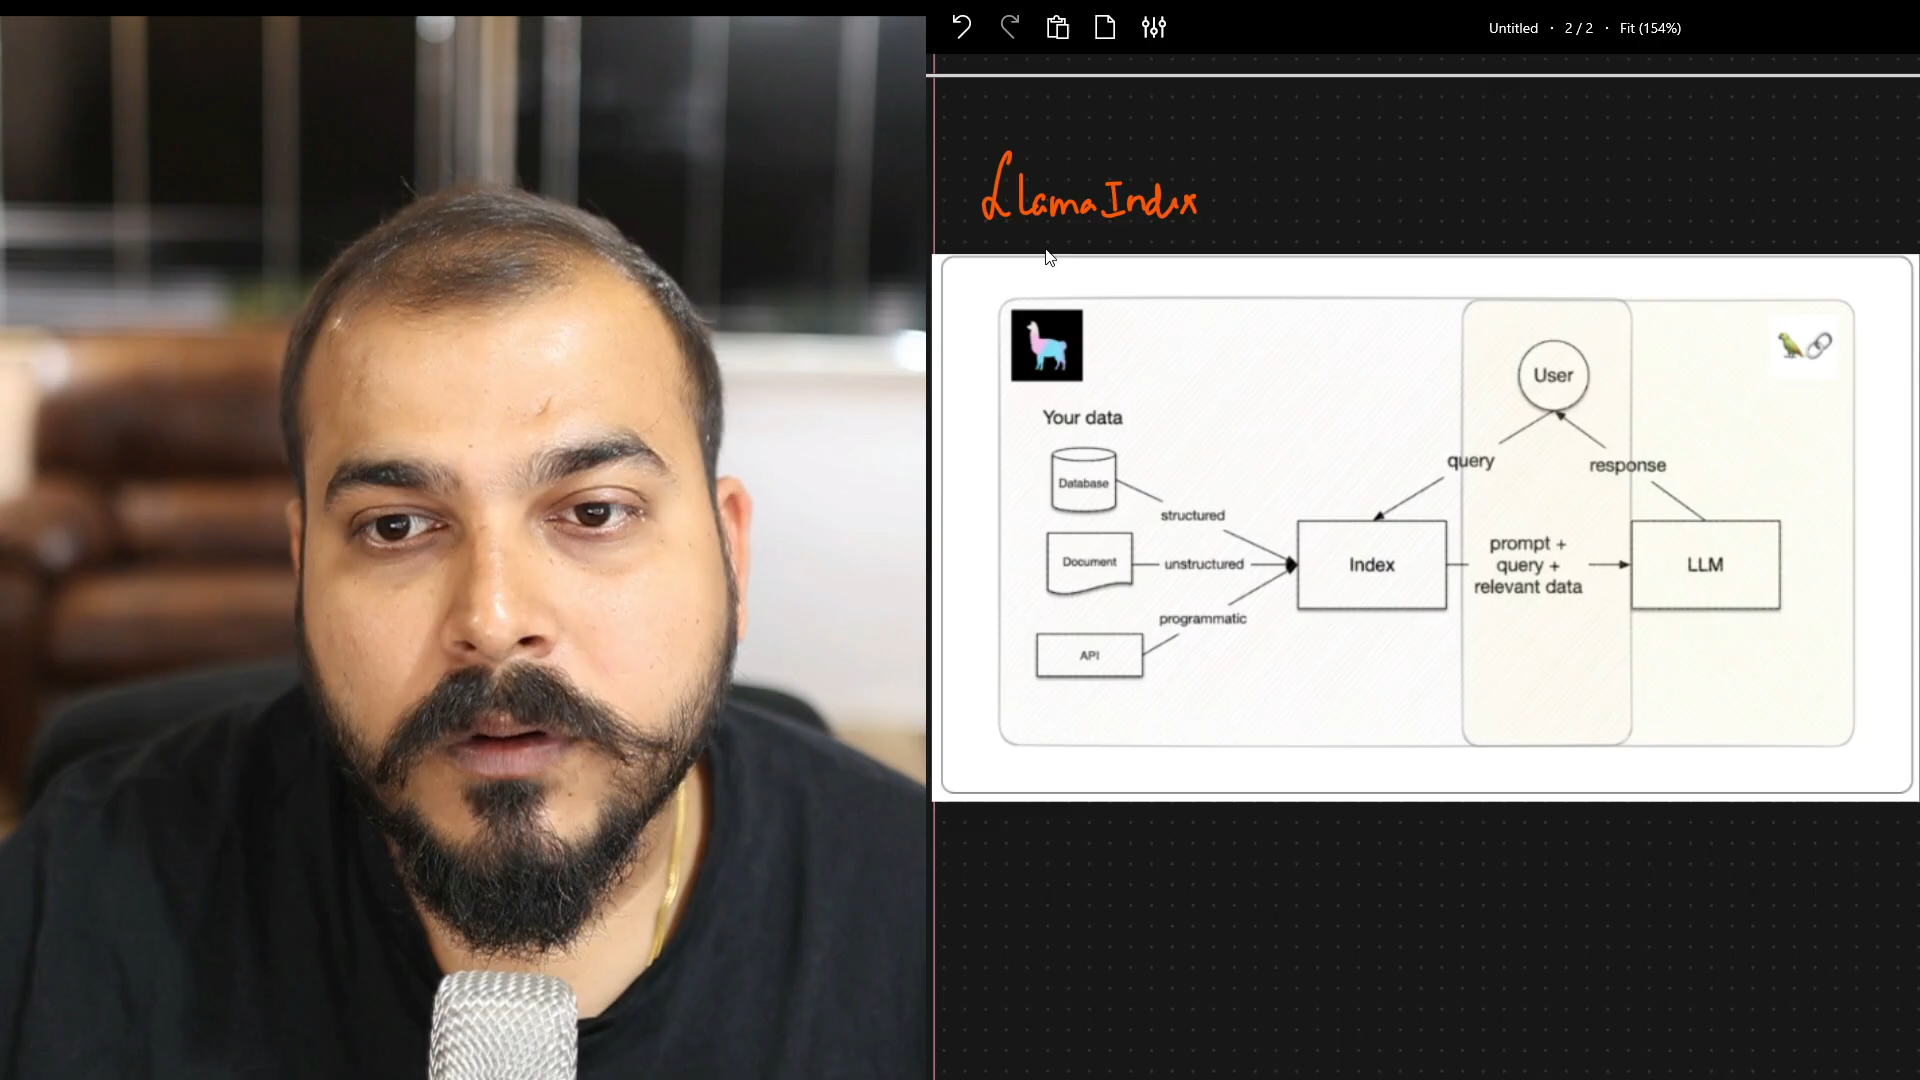 Untitled · 2 / 2 · Fit (154%)
LlamaIndex
User
Your data
query
response
Database
structured
prompt +
query +
relevant data
Document
unstructured
Index
LLM
programmatic
API